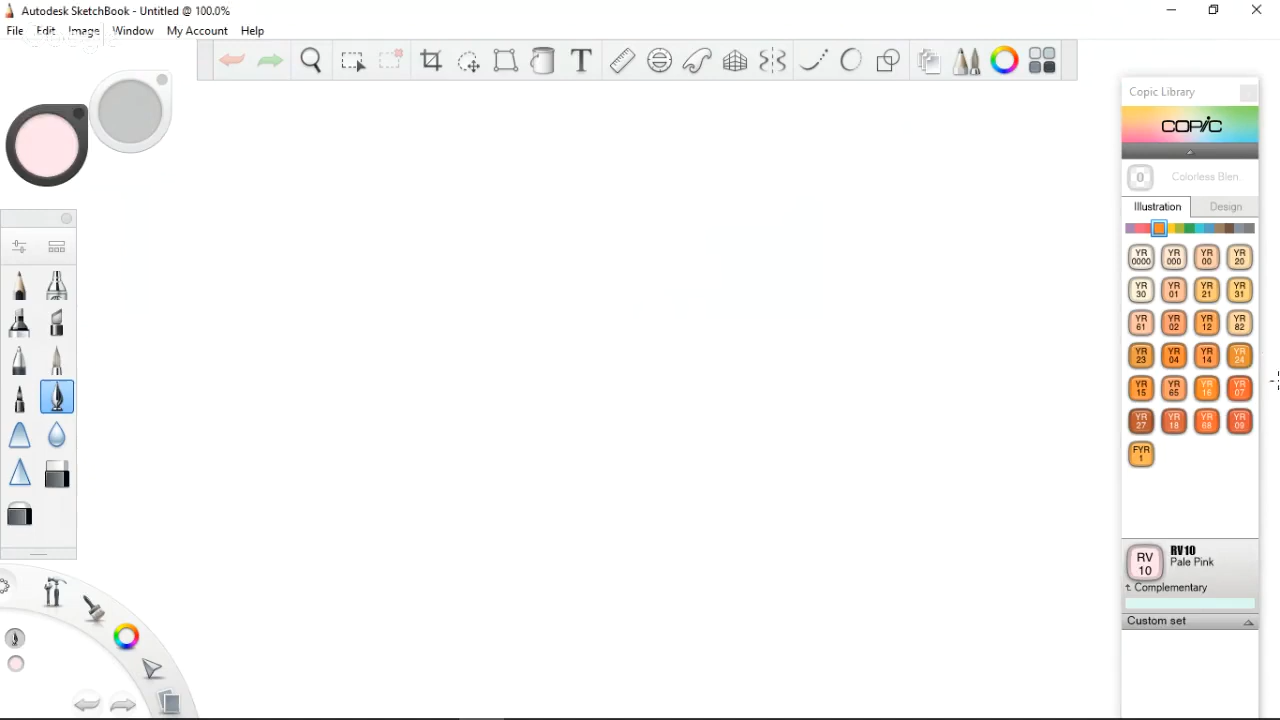 Autodesk SketchBook - Untitled @ 100.0%
File Edit Image Window My Account Help
T
Copic Library
COPIC
0 Colorless Blen..
Illustration Design
YR 0000 YR 000 YR 00 YR 20
YR 30 YR 01 YR 21 YR 31
YR 61 YR 02 YR 12 YR 82
YR 23 YR 04 YR 14 YR 24
YR 15 YR 65 YR 16 YR 07
YR 27 YR 18 YR 68 YR 09
FYR 1
RV 10 RV10
Pale Pink
Complementary
Custom set